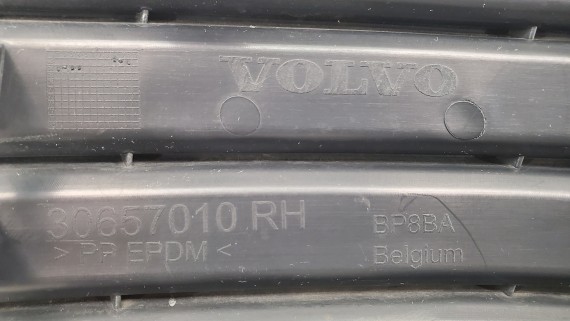 VOLVO
30657010 RH
> PP EPDM <
BP8BA
Belgium